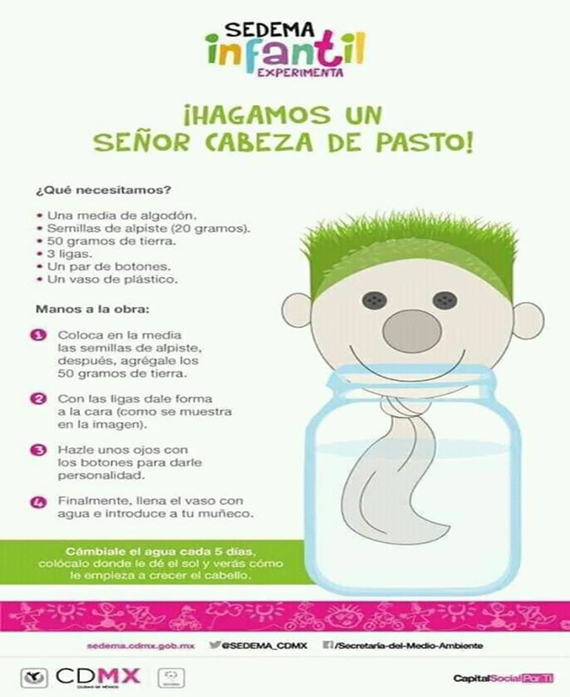 SEDEMA
infantil
EXPERIMENTA
¡HAGAMOS UN
SEÑOR CABEZA DE PASTO!
¿Qué necesitamos?
• Una media de algodón.
• Semillas de alpiste (20 gramos).
• 50 gramos de tierra.
• 3 ligas.
• Un par de botones.
• Un vaso de plástico.
Manos a la obra:
1 Coloca en la media
las semillas de alpiste,
después, agrégale los
50 gramos de tierra.
2 Con las ligas dale forma
a la cara (como se muestra
en la imagen).
3 Hazle unos ojos con
los botones para darle
personalidad.
4 Finalmente, llena el vaso con
agua e introduce a tu muñeco.
Cámbiale el agua cada 5 días,
colócalo donde le dé el sol y verás cómo
le empieza a crecer el cabello.
sedema.cdmx.gob.mx @SEDEMA_CDMX /Secretaría-del-Medio-Ambiente
CDMX
CIUDAD DE MÉXICO
CapitalSocialPorTi